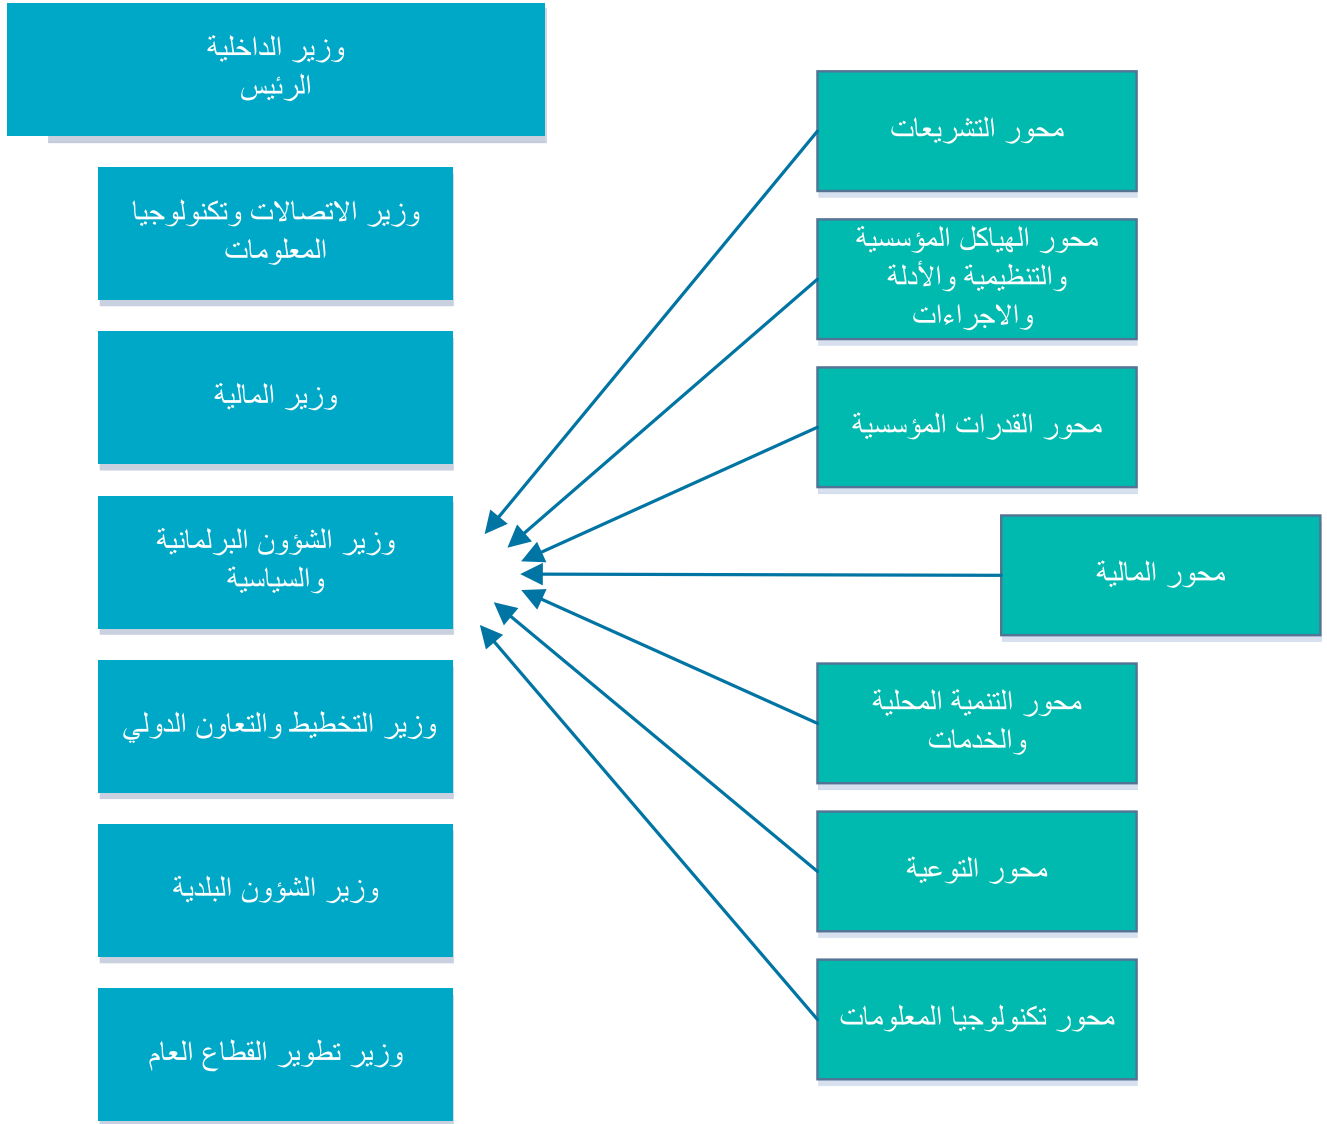 وزير الداخلية
الرئيس
وزير الاتصالات وتكنولوجيا
المعلومات
وزير المالية
وزير الشؤون البرلمانية
والسياسية
وزير التخطيط والتعاون الدولي
وزير الشؤون البلدية
وزير تطوير القطاع العام
محور التشريعات
محور الهياكل المؤسسية
والتنظيمية والأدلة
والاجراءات
محور القدرات المؤسسية
محور المالية
محور التنمية المحلية
والخدمات
محور التوعية
محور تكنولوجيا المعلومات